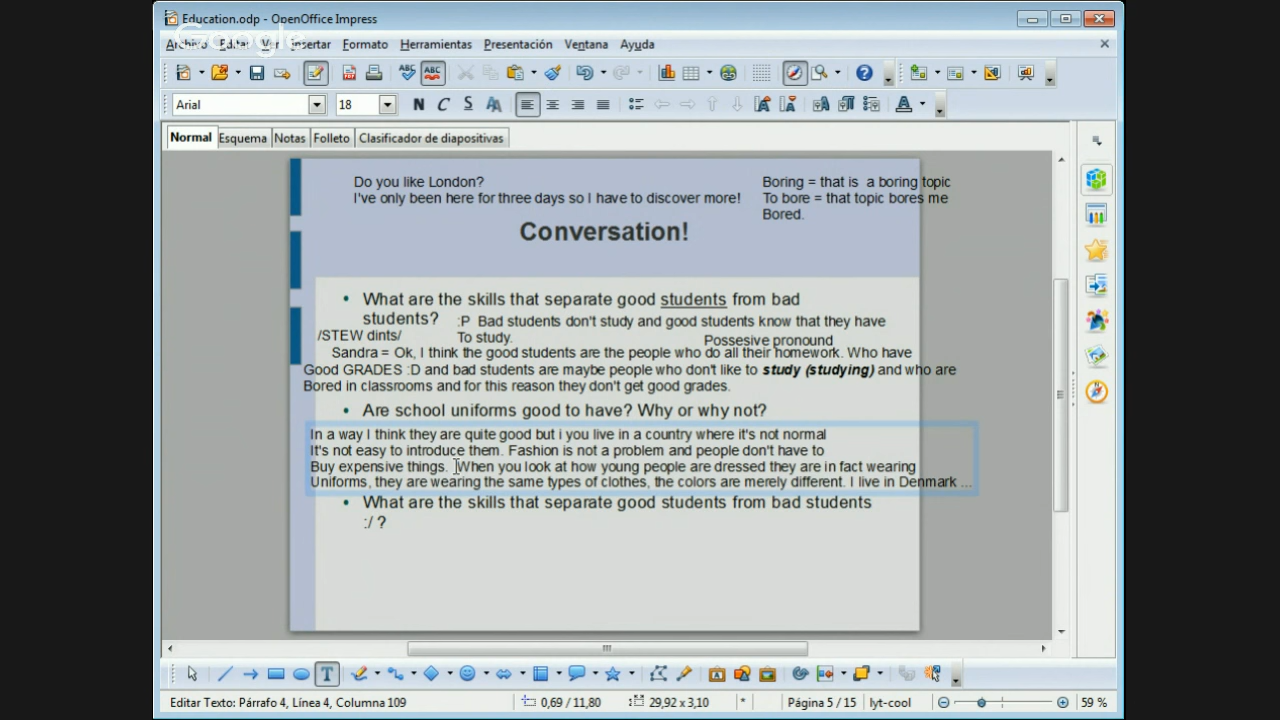 Education.odp - OpenOffice Impress
Google
Archivo Editar Ver Insertar Formato Herramientas Presentación Ventana Ayuda
Arial 18 N C S
Normal Esquema Notas Folleto Clasificador de diapositivas
Do you like London?
I've only been here for three days so I have to discover more!
Boring = that is a boring topic
To bore = that topic bores me
Bored.
Conversation!
• What are the skills that separate good students from bad
students?
:P Bad students don't study and good students know that they have
To study.
/STEW dints/
Possesive pronound
Sandra = Ok, I think the good students are the people who do all their homework. Who have
Good GRADES :D and bad students are maybe people who don't like to study (studying) and who are
Bored in classrooms and for this reason they don't get good grades.
• Are school uniforms good to have? Why or why not?
In a way I think they are quite good but i you live in a country where it's not normal
It's not easy to introduce them. Fashion is not a problem and people don't have to
Buy expensive things. When you look at how young people are dressed they are in fact wearing
Uniforms, they are wearing the same types of clothes, the colors are merely different. I live in Denmark ...
• What are the skills that separate good students from bad students
:/ ?
Editar Texto: Párrafo 4, Línea 4, Columna 109 0,69 / 11,80 29,92 x 3,10 * Página 5 / 15 lyt-cool 59 %